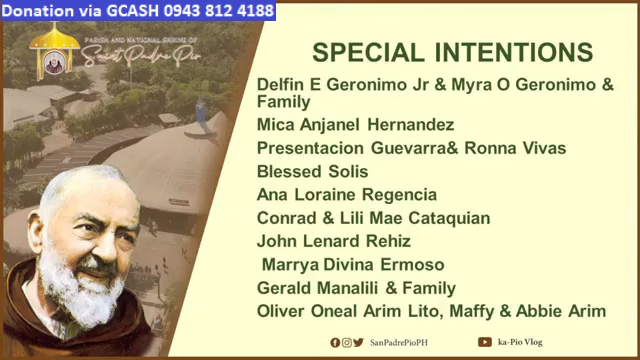 Donation via GCASH 0943 812 4188
PARISH AND NATIONAL SHRINE OF
Saint Padre Pio
SPECIAL INTENTIONS
Delfin E Geronimo Jr & Myra O Geronimo &
Family
Mica Anjanel Hernandez
Presentacion Guevarra& Ronna Vivas
Blessed Solis
Ana Loraine Regencia
Conrad & Lili Mae Cataquian
John Lenard Rehiz
Marrya Divina Ermoso
Gerald Manalili & Family
Oliver Oneal Arim Lito, Maffy & Abbie Arim
SanPadrePioPH
ka-Pio Vlog